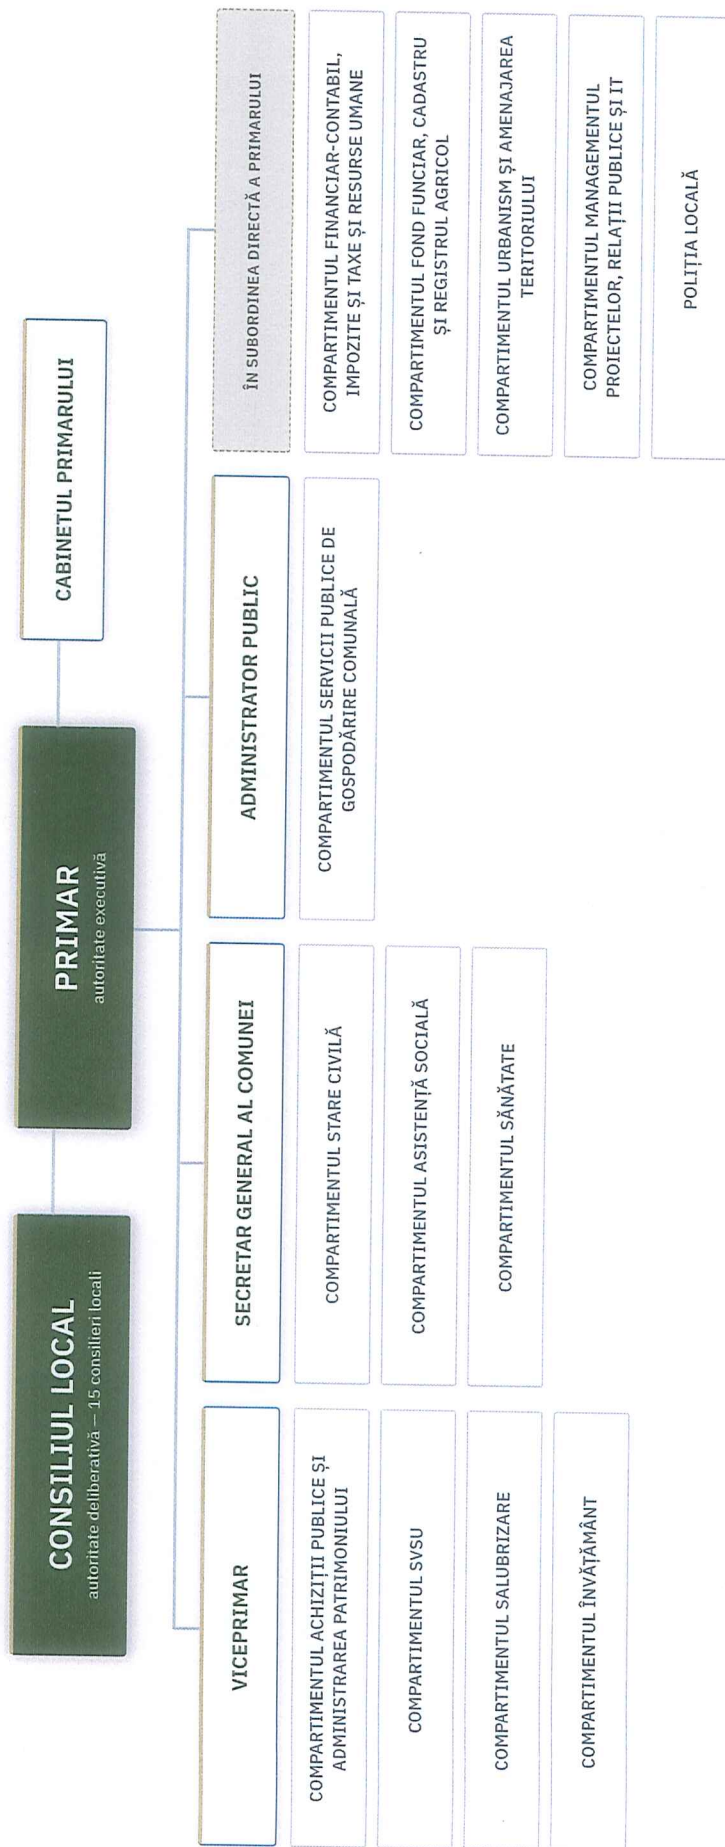 CONSILIUL LOCAL
autoritate deliberativă — 15 consilieri locali
PRIMAR
autoritate executivă
CABINETUL PRIMARULUI
VICEPRIMAR
COMPARTIMENTUL ACHIZIȚII PUBLICE ȘI
ADMINISTRAREA PATRIMONIULUI
COMPARTIMENTUL SVSU
COMPARTIMENTUL SALUBRIZARE
COMPARTIMENTUL ÎNVĂȚĂMÂNT
SECRETAR GENERAL AL COMUNEI
COMPARTIMENTUL STARE CIVILĂ
COMPARTIMENTUL ASISTENȚĂ SOCIALĂ
COMPARTIMENTUL SĂNĂTATE
ADMINISTRATOR PUBLIC
COMPARTIMENTUL SERVICII PUBLICE DE
GOSPODĂRIRE COMUNALĂ
ÎN SUBORDINEA DIRECTĂ A PRIMARULUI
COMPARTIMENTUL FINANCIAR-CONTABIL,
IMPOZITE ȘI TAXE ȘI RESURSE UMANE
COMPARTIMENTUL FOND FUNCIAR, CADASTRU
ȘI REGISTRUL AGRICOL
COMPARTIMENTUL URBANISM ȘI AMENAJAREA
TERITORIULUI
COMPARTIMENTUL MANAGEMENTUL
PROIECTELOR, RELAȚII PUBLICE ȘI IT
POLIȚIA LOCALĂ